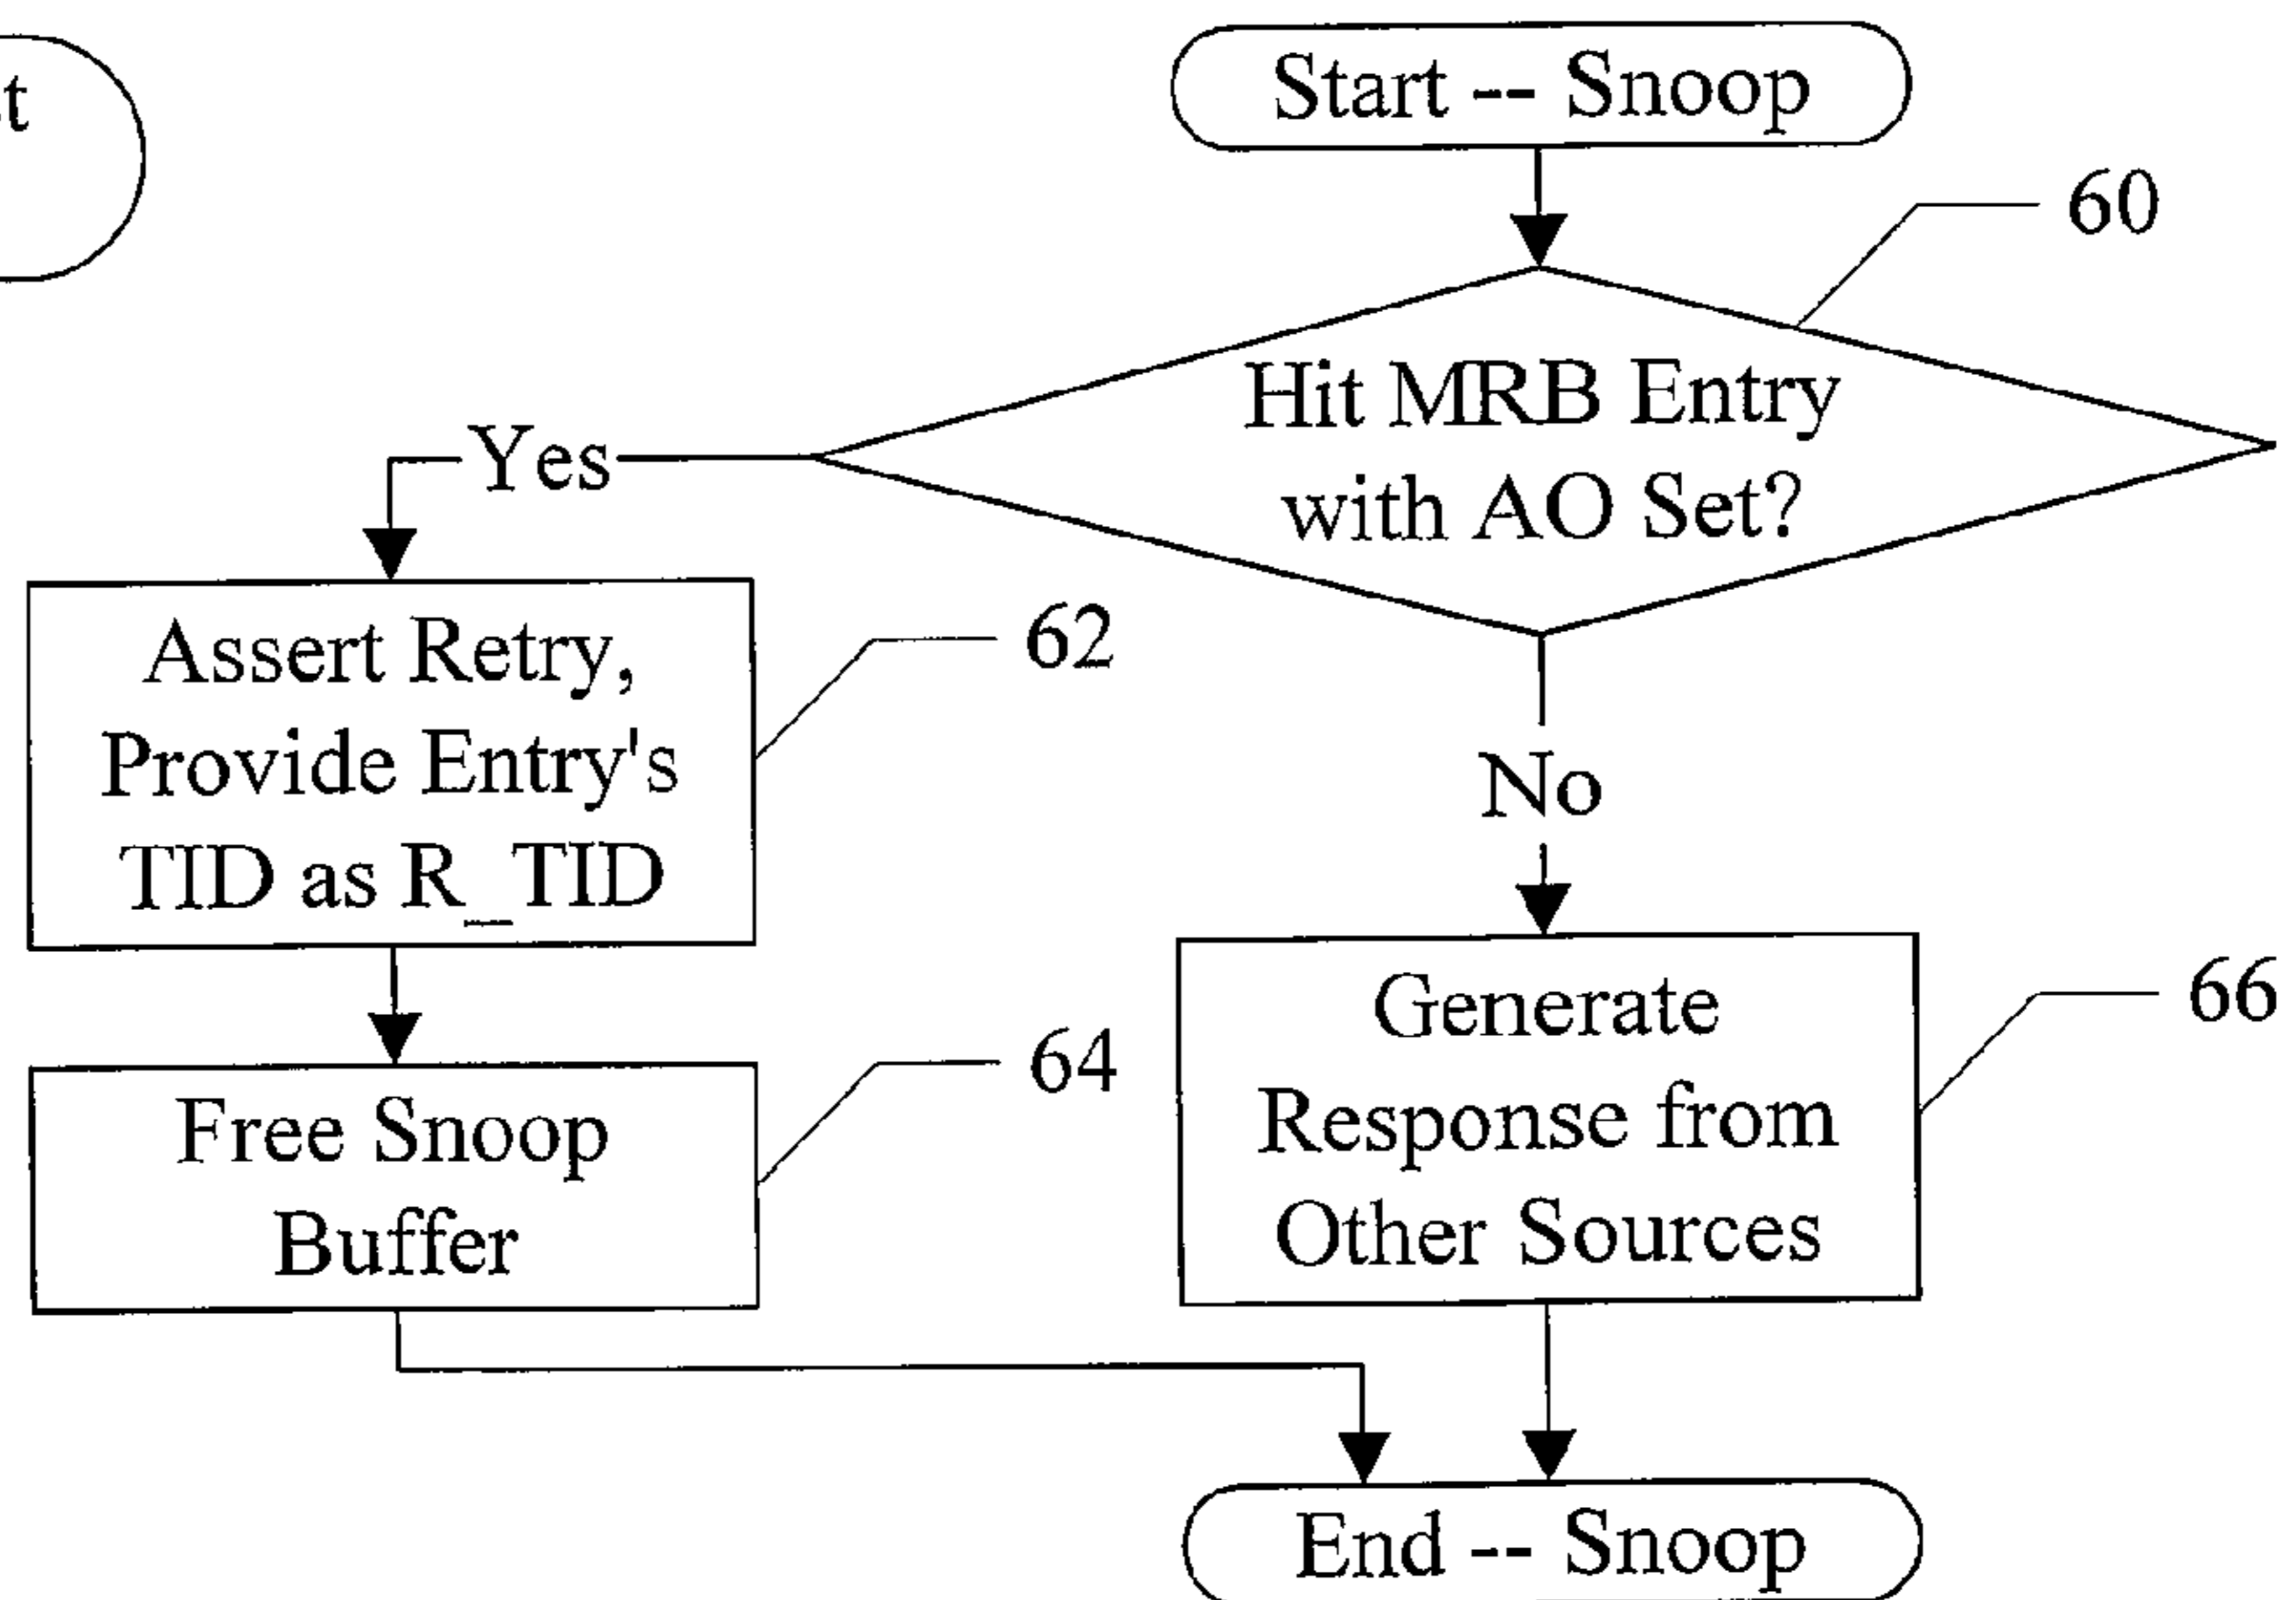 Start -- Snoop
60
Hit MRB Entry
with AO Set?
Yes
62
Assert Retry,
Provide Entry's
TID as R_TID
No
64
Free Snoop
Buffer
66
Generate
Response from
Other Sources
End -- Snoop